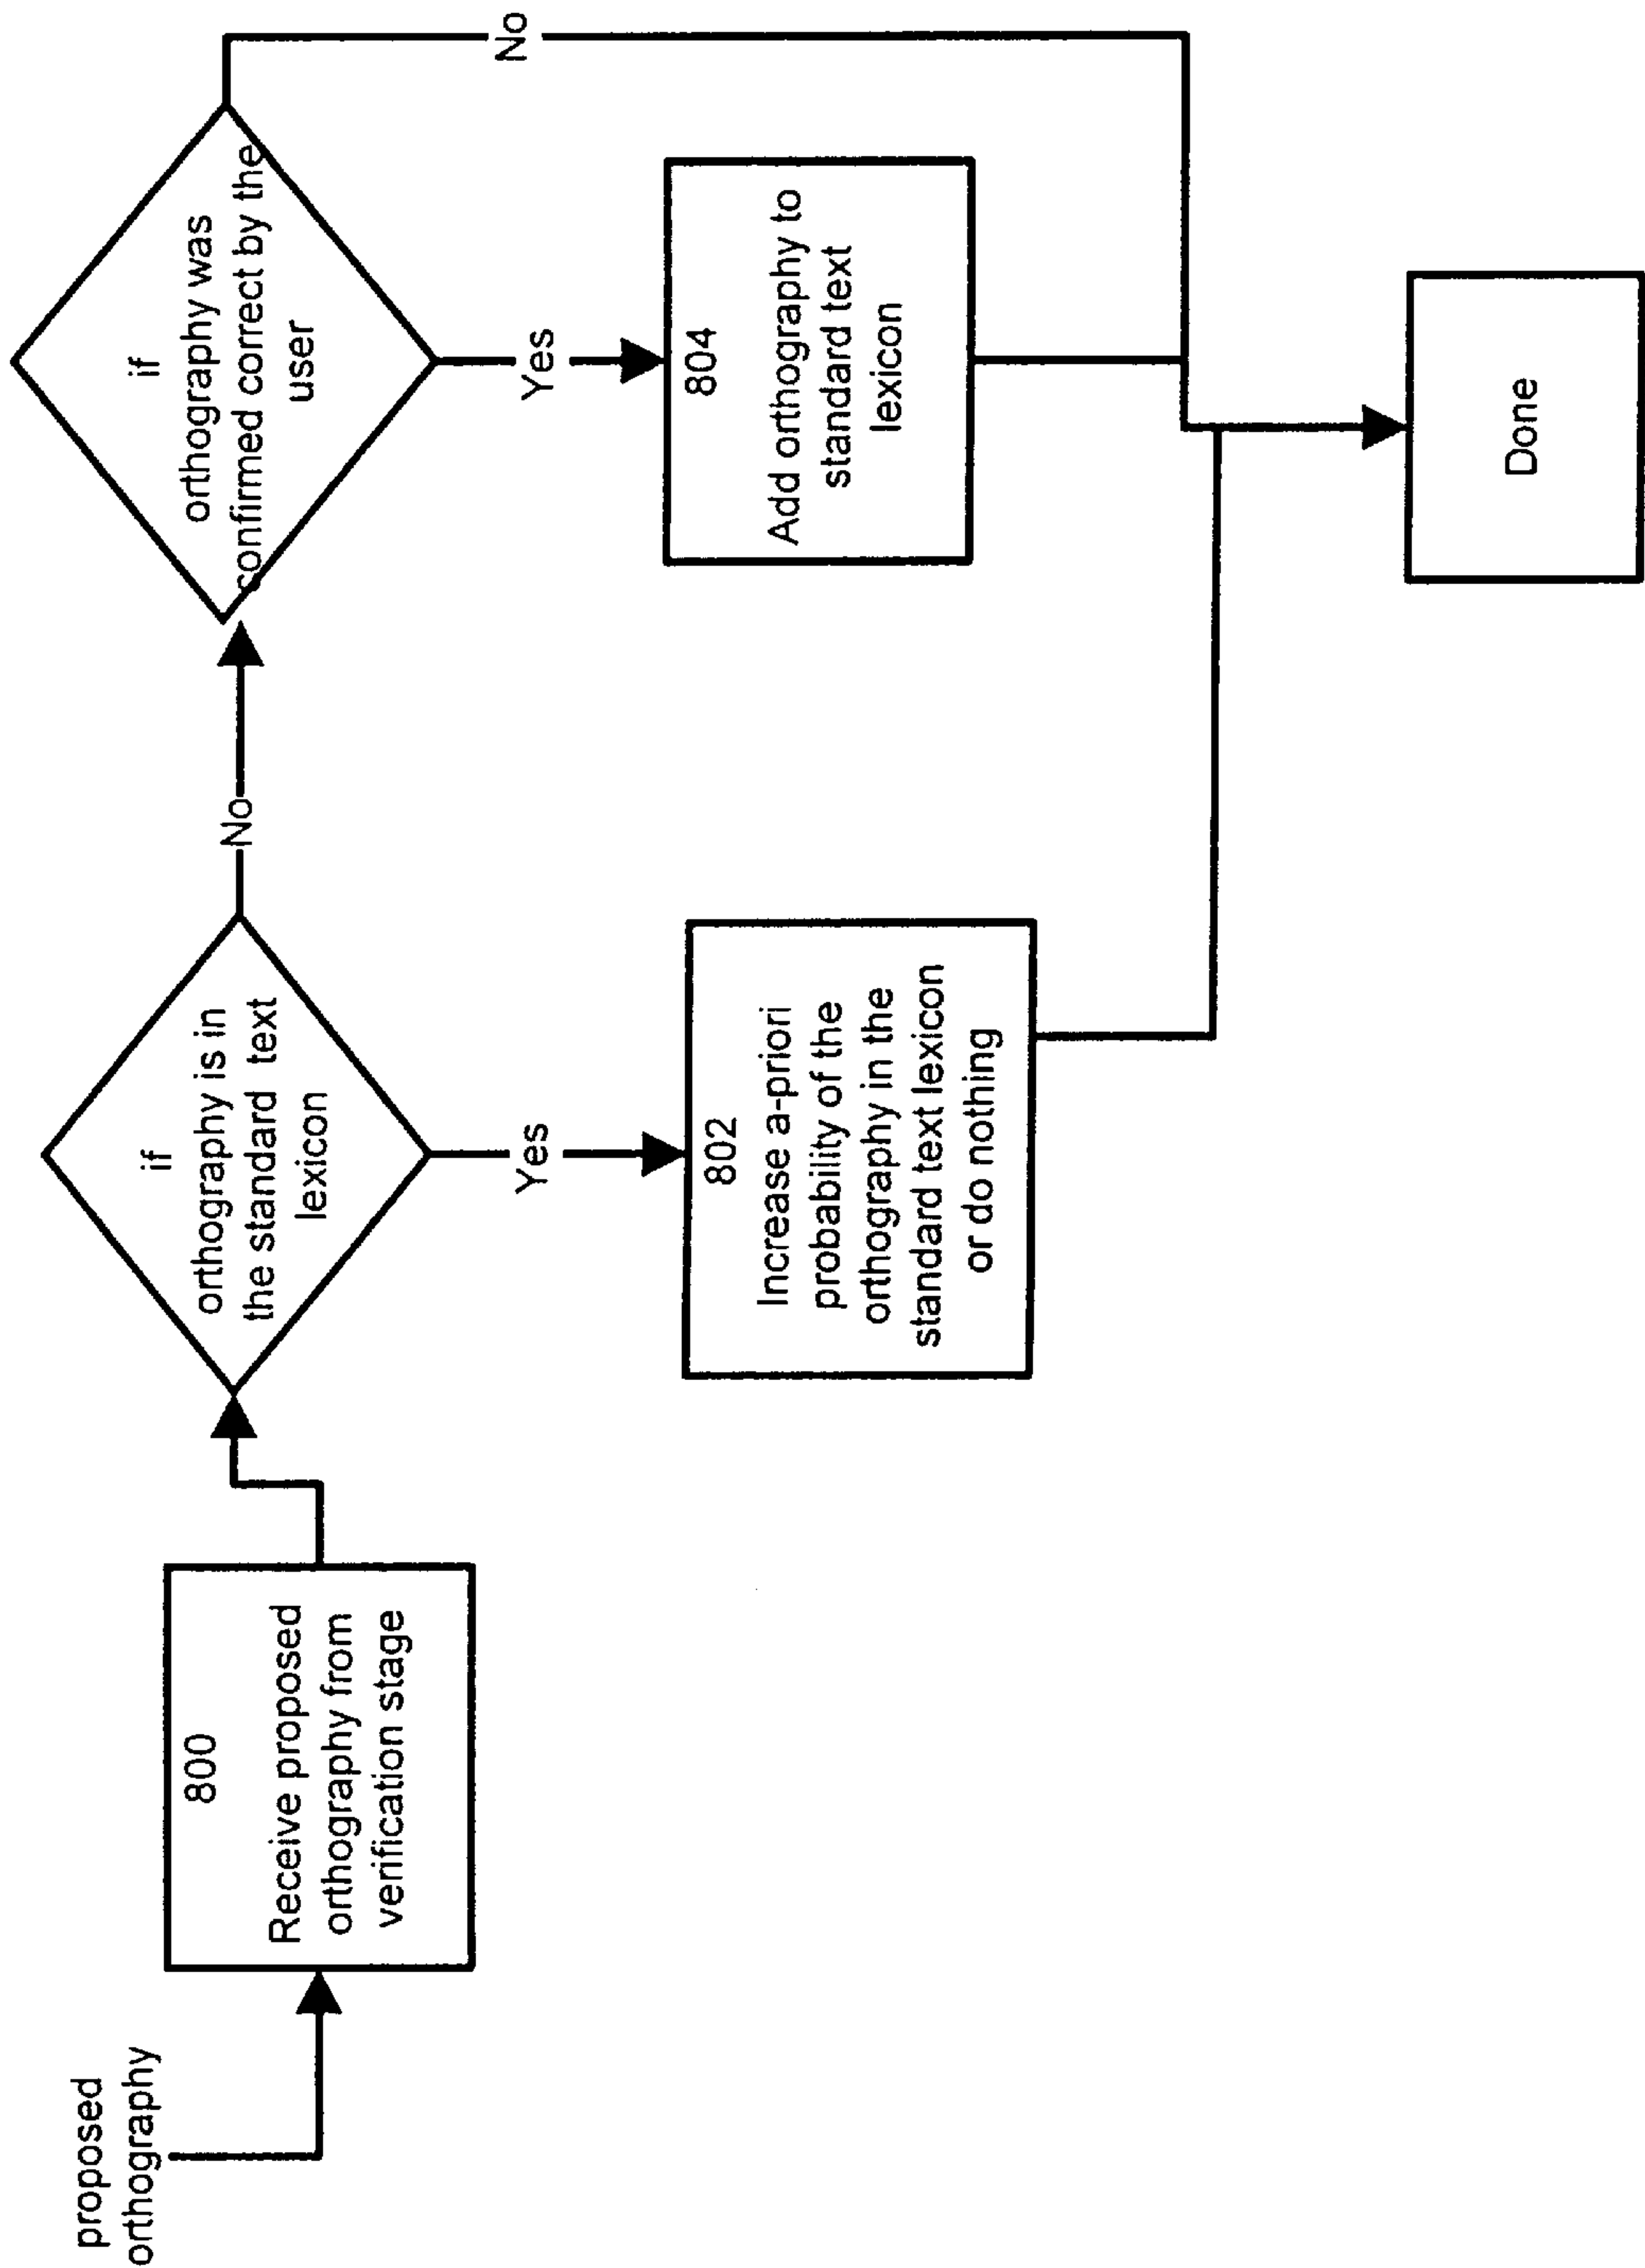 proposed
orthography
800
Receive proposed
orthography from
verification stage
if
orthography is in
the standard text
lexicon
No
Yes
802
Increase a-priori
probability of the
orthography in the
standard text lexicon
or do nothing
if
orthography was
confirmed correct by the
user
No
Yes
804
Add orthography to
standard text
lexicon
Done